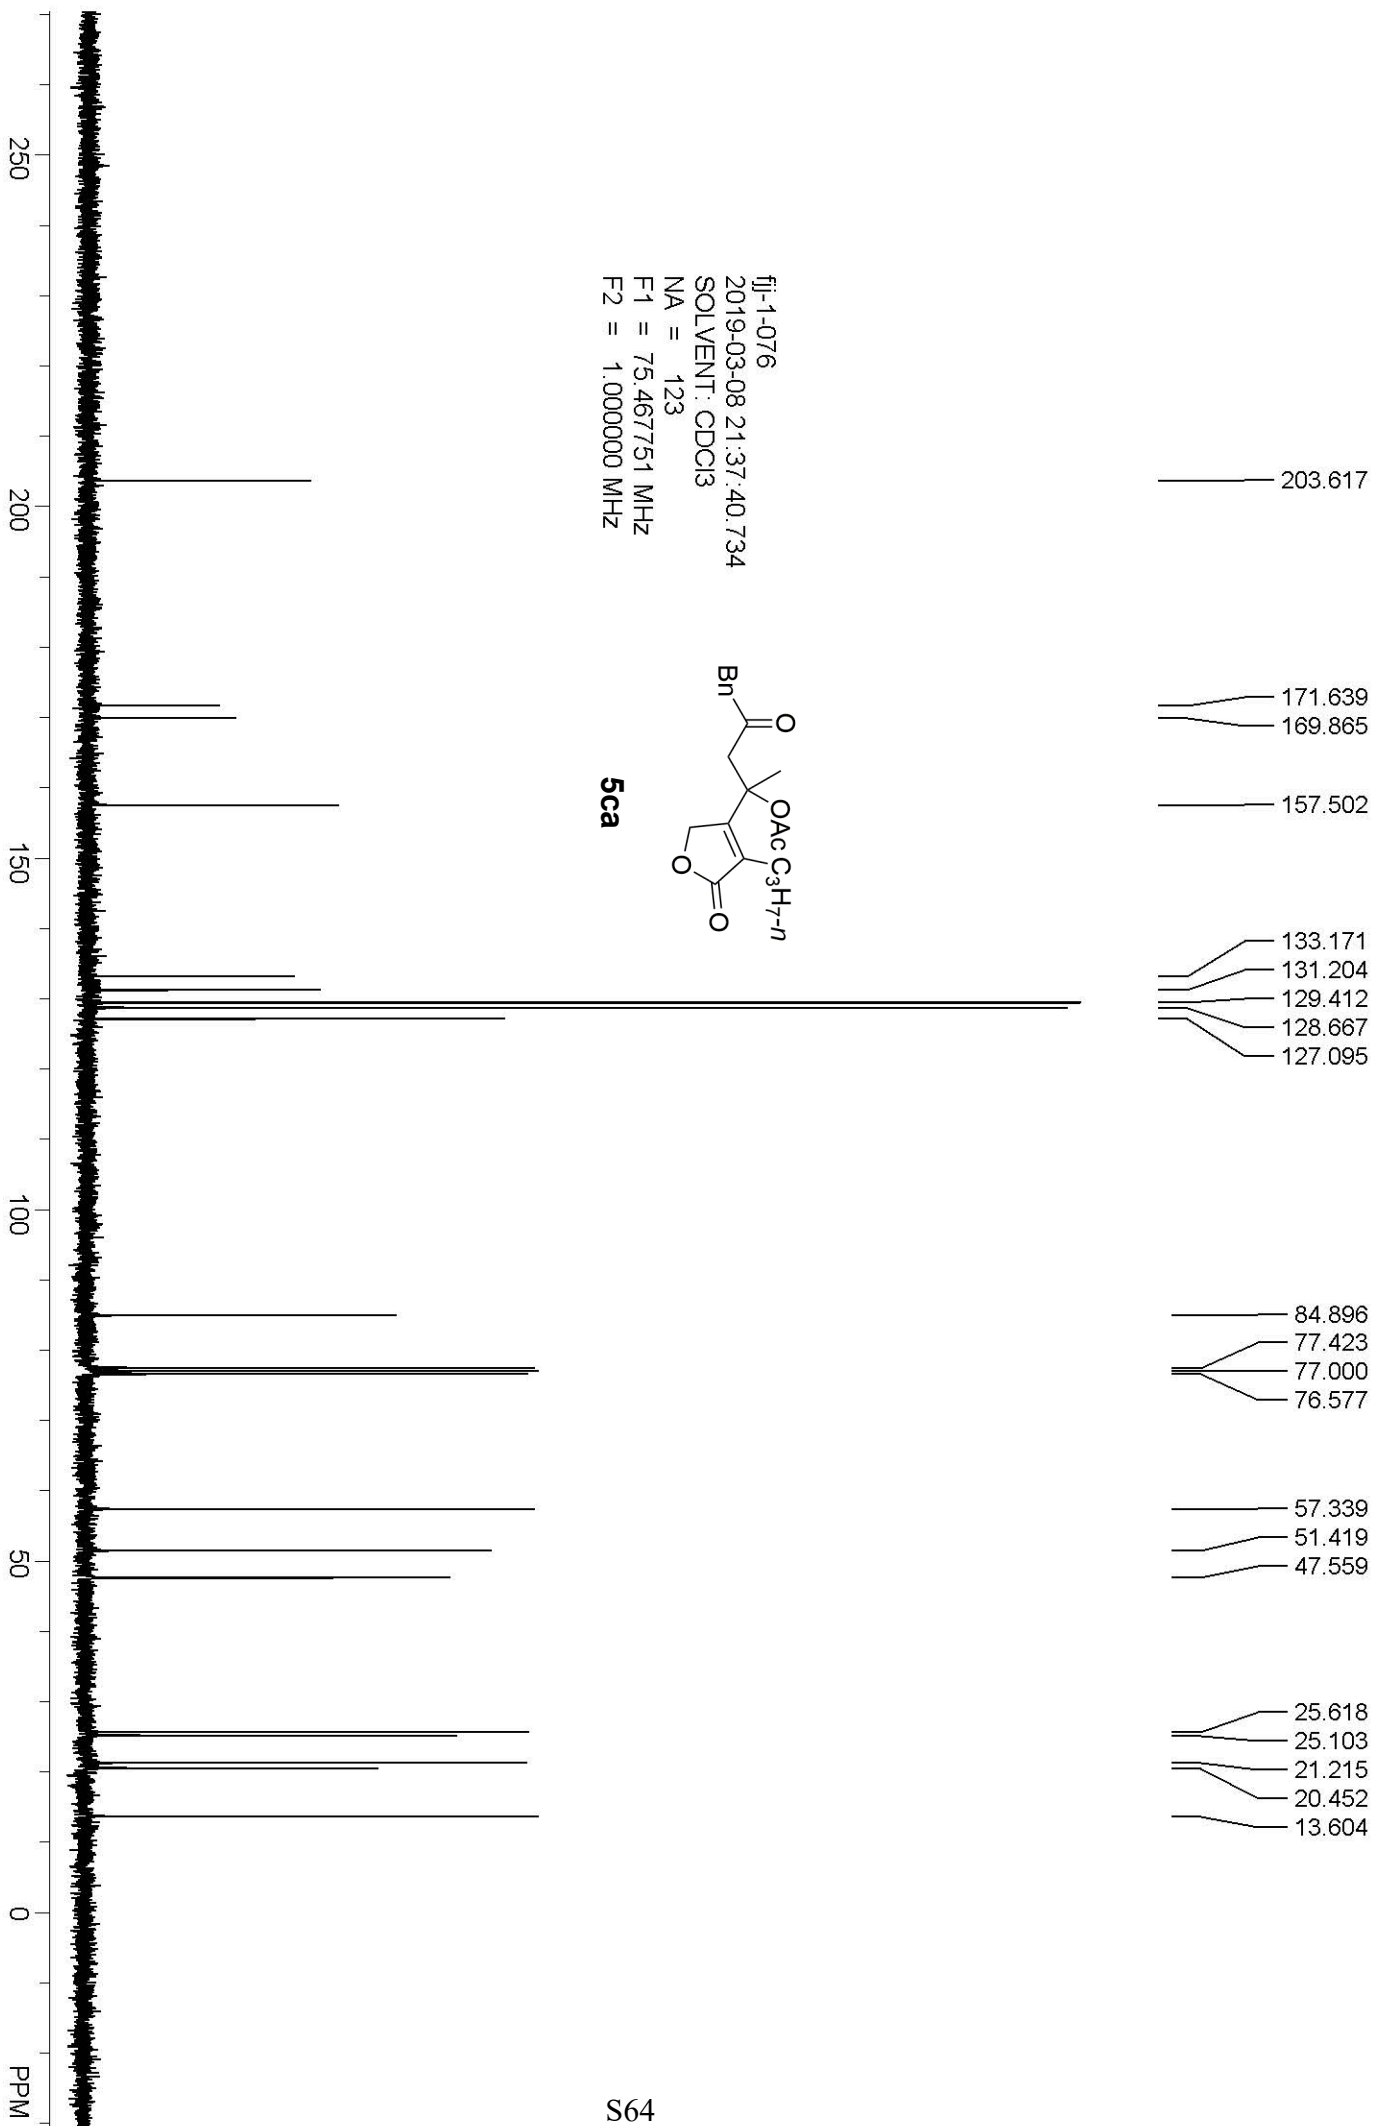 203.617
171.639
169.865
157.502
133.171
131.204
129.412
128.667
127.095
84.896
77.423
77.000
76.577
57.339
51.419
47.559
25.618
25.103
21.215
20.452
13.604
fjj-1-076
2019-03-08 21:37:40.734
SOLVENT: CDCl3
NA = 123
F1 = 75.467751 MHz
F2 = 1.000000 MHz
O
OAc
C3H7-n
Bn
O
O
5ca
250
200
150
100
50
0
PPM
S64